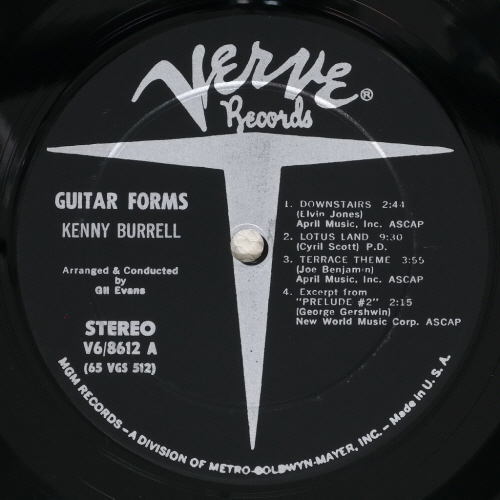 Verve®
Records
GUITAR FORMS
KENNY BURRELL
Arranged & Conducted
by
Gil Evans
STEREO
V6/8612 A
(65 VGS 512)
1. DOWNSTAIRS 2:44
(Elvin Jones)
April Music, Inc. ASCAP
2. LOTUS LAND 9:30
(Cyril Scott) P.D.
3. TERRACE THEME 3:55
(Joe Benjamin)
April Music, Inc. ASCAP
4. Excerpt from
"PRELUDE #2" 2:15
(George Gershwin)
New World Music Corp. ASCAP
MGM RECORDS - A DIVISION OF METRO-GOLDWYN-MAYER, INC. - Made in U.S.A.